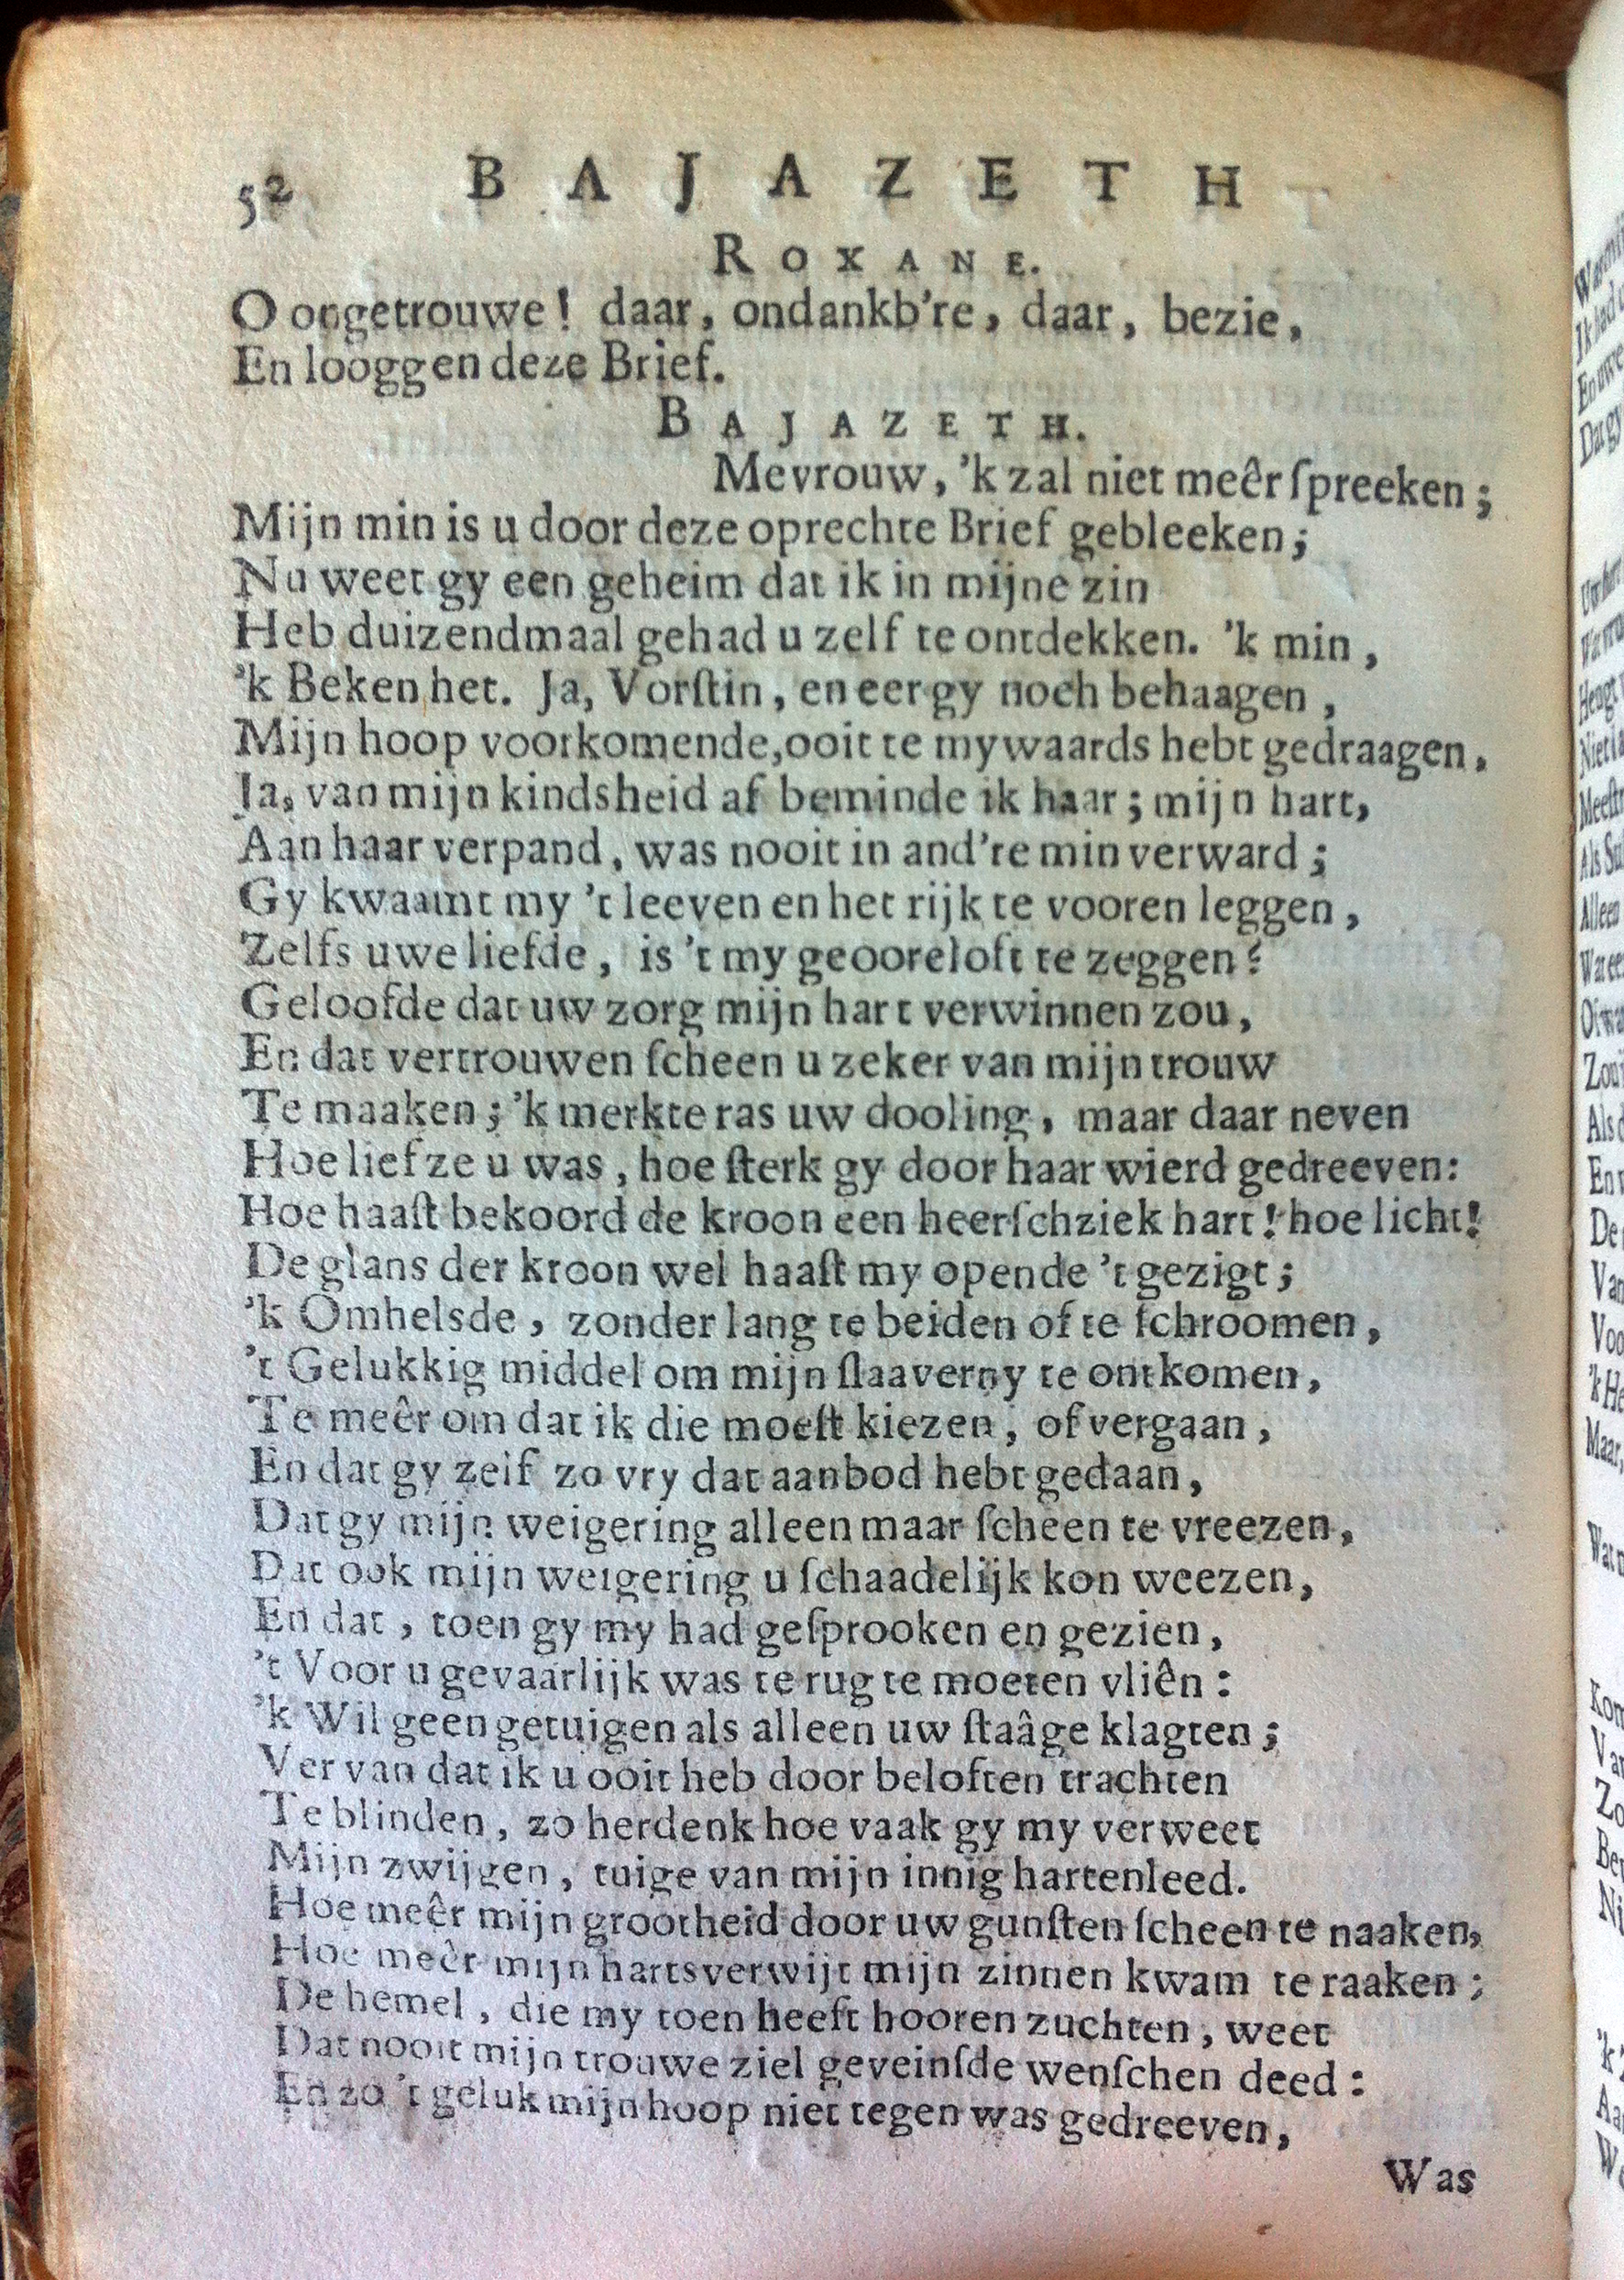 52 BAJAZETH
ROXANE.
O ongetrouwe! daar, ondankb're, daar, bezie,
En looggen deze Brief.
BAJAZETH.
Mevrouw, 'k zal niet meêr ſpreeken;
Mijn min is u door deze oprechte Brief gebleeken;
Nu weet gy een geheim dat ik in mijne zin
Heb duizendmaal gehad u zelf te ontdekken. 'k min,
'k Beken het. Ja, Vorſtin, en eer gy noch behaagen,
Mijn hoop voorkomende, ooit te mywaards hebt gedraagen.
Ja, van mijn kindsheid af beminde ik haar; mijn hart,
Aan haar verpand, was nooit in and're min verward;
Gy kwaamt my 't leeven en het rijk te vooren leggen,
Zelfs uwe liefde, is 't my geooreloft te zeggen?
Geloofde dat uw zorg mijn hart verwinnen zou,
En dat vertrouwen ſcheen u zeker van mijn trouw
Te maaken; 'k merkte ras uw dooling, maar daar neven
Hoe lief ze u was, hoe ſterk gy door haar wierd gedreeven:
Hoe haaſt bekoord de kroon een heerſchziek hart! hoe licht!
De glans der kroon wel haaſt my opende 't gezigt;
'k Omhelsde, zonder lang te beiden of te ſchroomen,
't Gelukkig middel om mijn ſlaaverny te ontkomen,
Te meêr om dat ik die moeſt kiezen, of vergaan,
En dat gy zelf zo vry dat aanbod hebt gedaan,
Dat gy mijn weigering alleen maar ſcheen te vreezen,
Dat ook mijn weigering u ſchaadelijk kon weezen,
En dat, toen gy my had geſprooken en gezien,
't Voor u gevaarlijk was te rug te moeten vliên:
'k Wil geen getuigen als alleen uw ſtaâge klagten;
Ver van dat ik u ooit heb door beloften trachten
Te blinden, zo herdenk hoe vaak gy my verweet
Mijn zwijgen, tuige van mijn innig hartenleed.
Hoe meêr mijn grootheid door uw gunſten ſcheen te naaken,
Hoe meêr mijn hartsverwijt mijn zinnen kwam te raaken;
De hemel, die my toen heeft hooren zuchten, weet
Dat nooit mijn trouwe ziel geveinſde wenſchen deed:
En zo 't geluk mijn hoop niet tegen was gedreeven,
Was